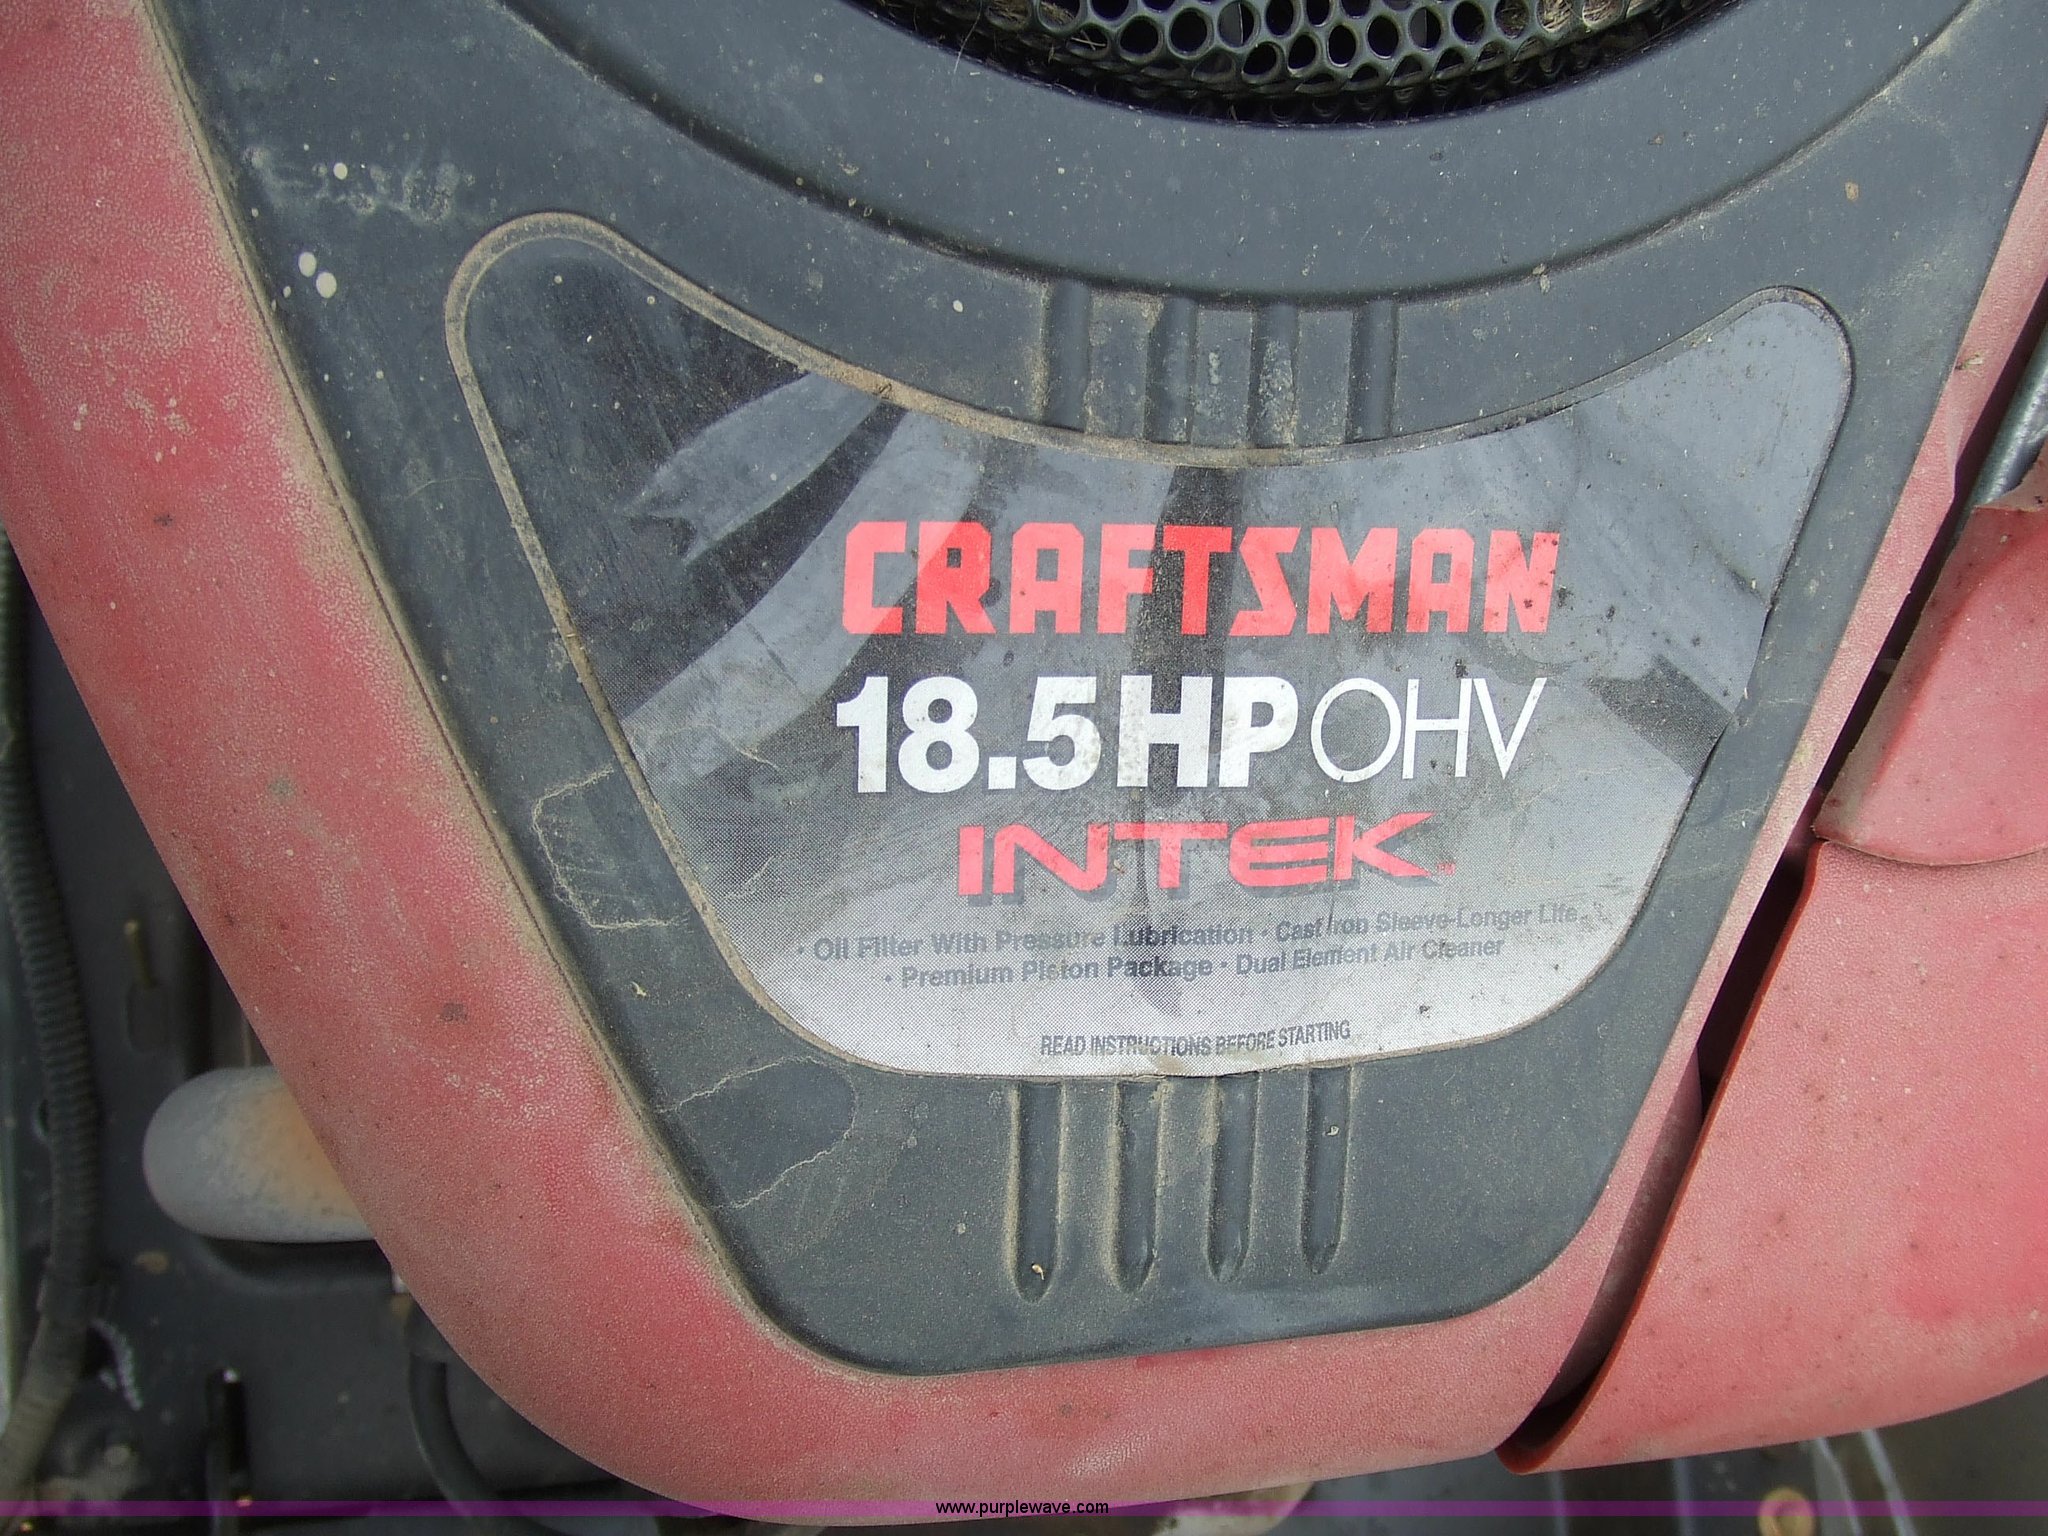 CRAFTSMAN
18.5 HP OHV
INTEK™
· Oil Filter With Pressure Lubrication · Cast Iron Sleeve-Longer Life
· Premium Piston Package · Dual Element Air Cleaner
READ INSTRUCTIONS BEFORE STARTING
www.purplewave.com